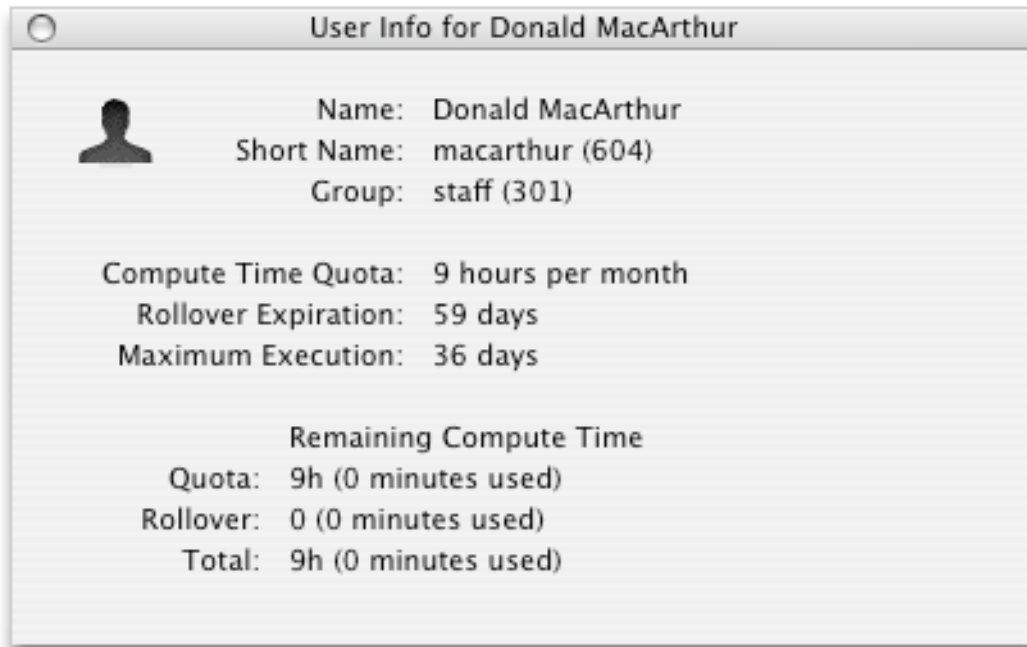 User Info for Donald MacArthur
Name: Donald MacArthur
Short Name: macarthur (604)
Group: staff (301)
Compute Time Quota: 9 hours per month
Rollover Expiration: 59 days
Maximum Execution: 36 days
Remaining Compute Time
Quota: 9h (0 minutes used)
Rollover: 0 (0 minutes used)
Total: 9h (0 minutes used)